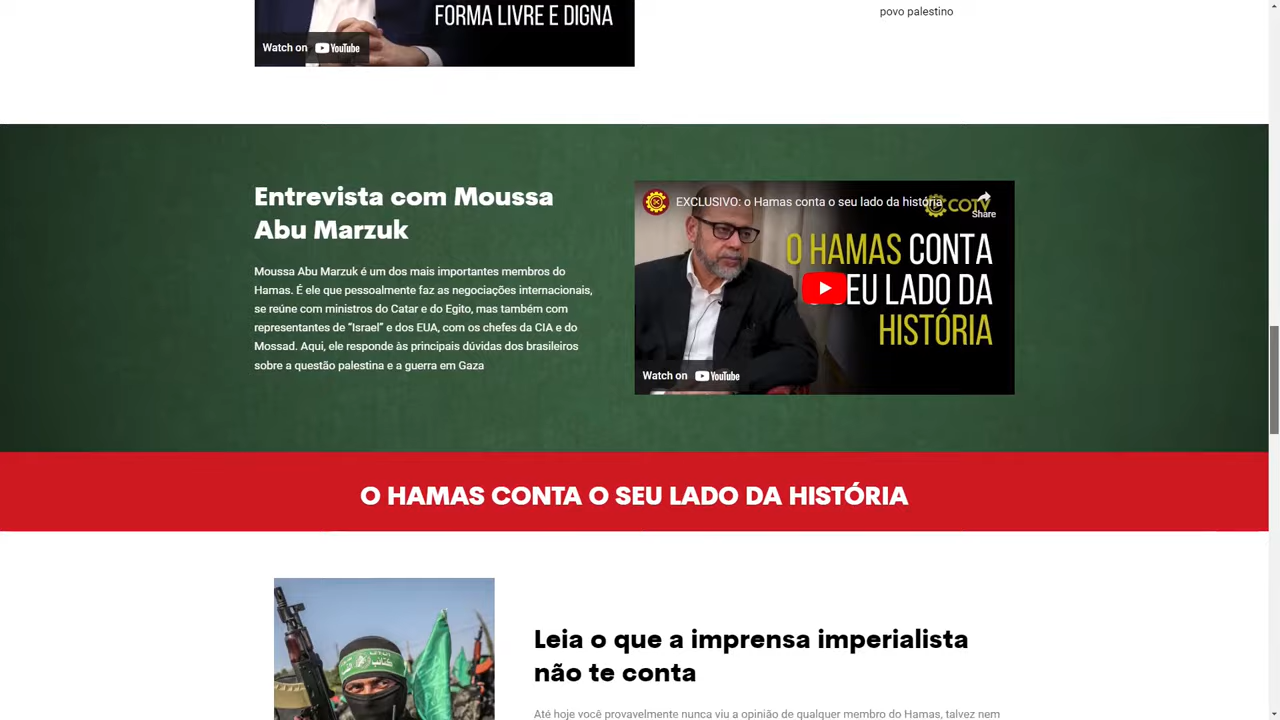 FORMA LIVRE E DIGNA
Watch on YouTube
povo palestino
Entrevista com Moussa
Abu Marzuk
Moussa Abu Marzuk é um dos mais importantes membros do
Hamas. É ele que pessoalmente faz as negociações internacionais,
se reúne com ministros do Catar e do Egito, mas também com
representantes de “Israel” e dos EUA, com os chefes da CIA e do
Mossad. Aqui, ele responde às principais dúvidas dos brasileiros
sobre a questão palestina e a guerra em Gaza
EXCLUSIVO: o Hamas conta o seu lado da história
COTV
Share
O HAMAS CONTA
SEU LADO DA
HISTÓRIA
Watch on YouTube
O HAMAS CONTA O SEU LADO DA HISTÓRIA
Leia o que a imprensa imperialista
não te conta
Até hoje você provavelmente nunca viu a opinião de qualquer membro do Hamas, talvez nem